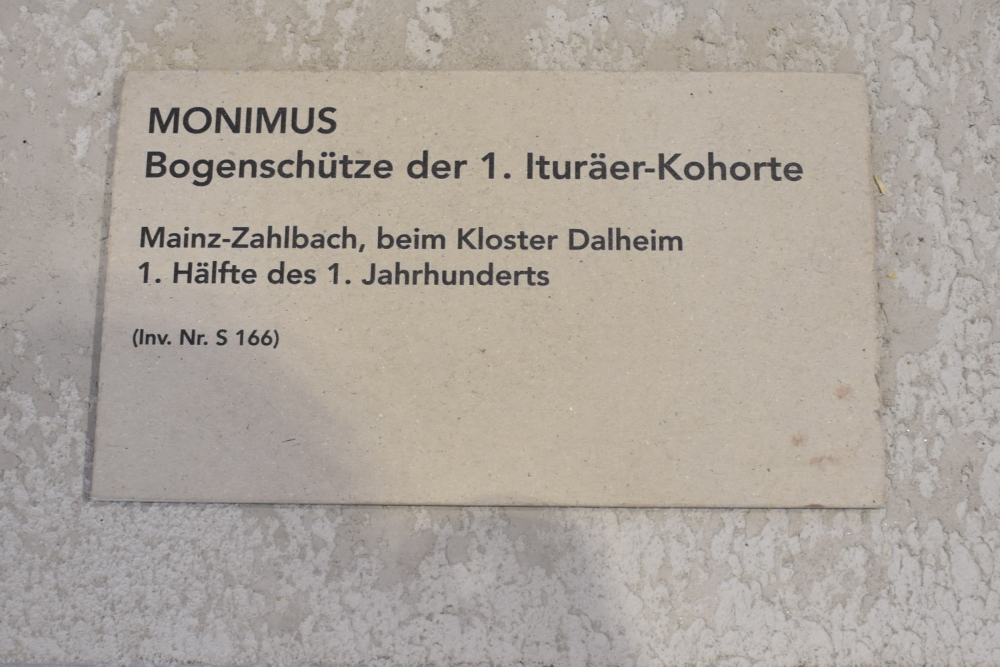 MONIMUS
Bogenschütze der 1. Ituräer-Kohorte
Mainz-Zahlbach, beim Kloster Dalheim
1. Hälfte des 1. Jahrhunderts
(Inv. Nr. S 166)